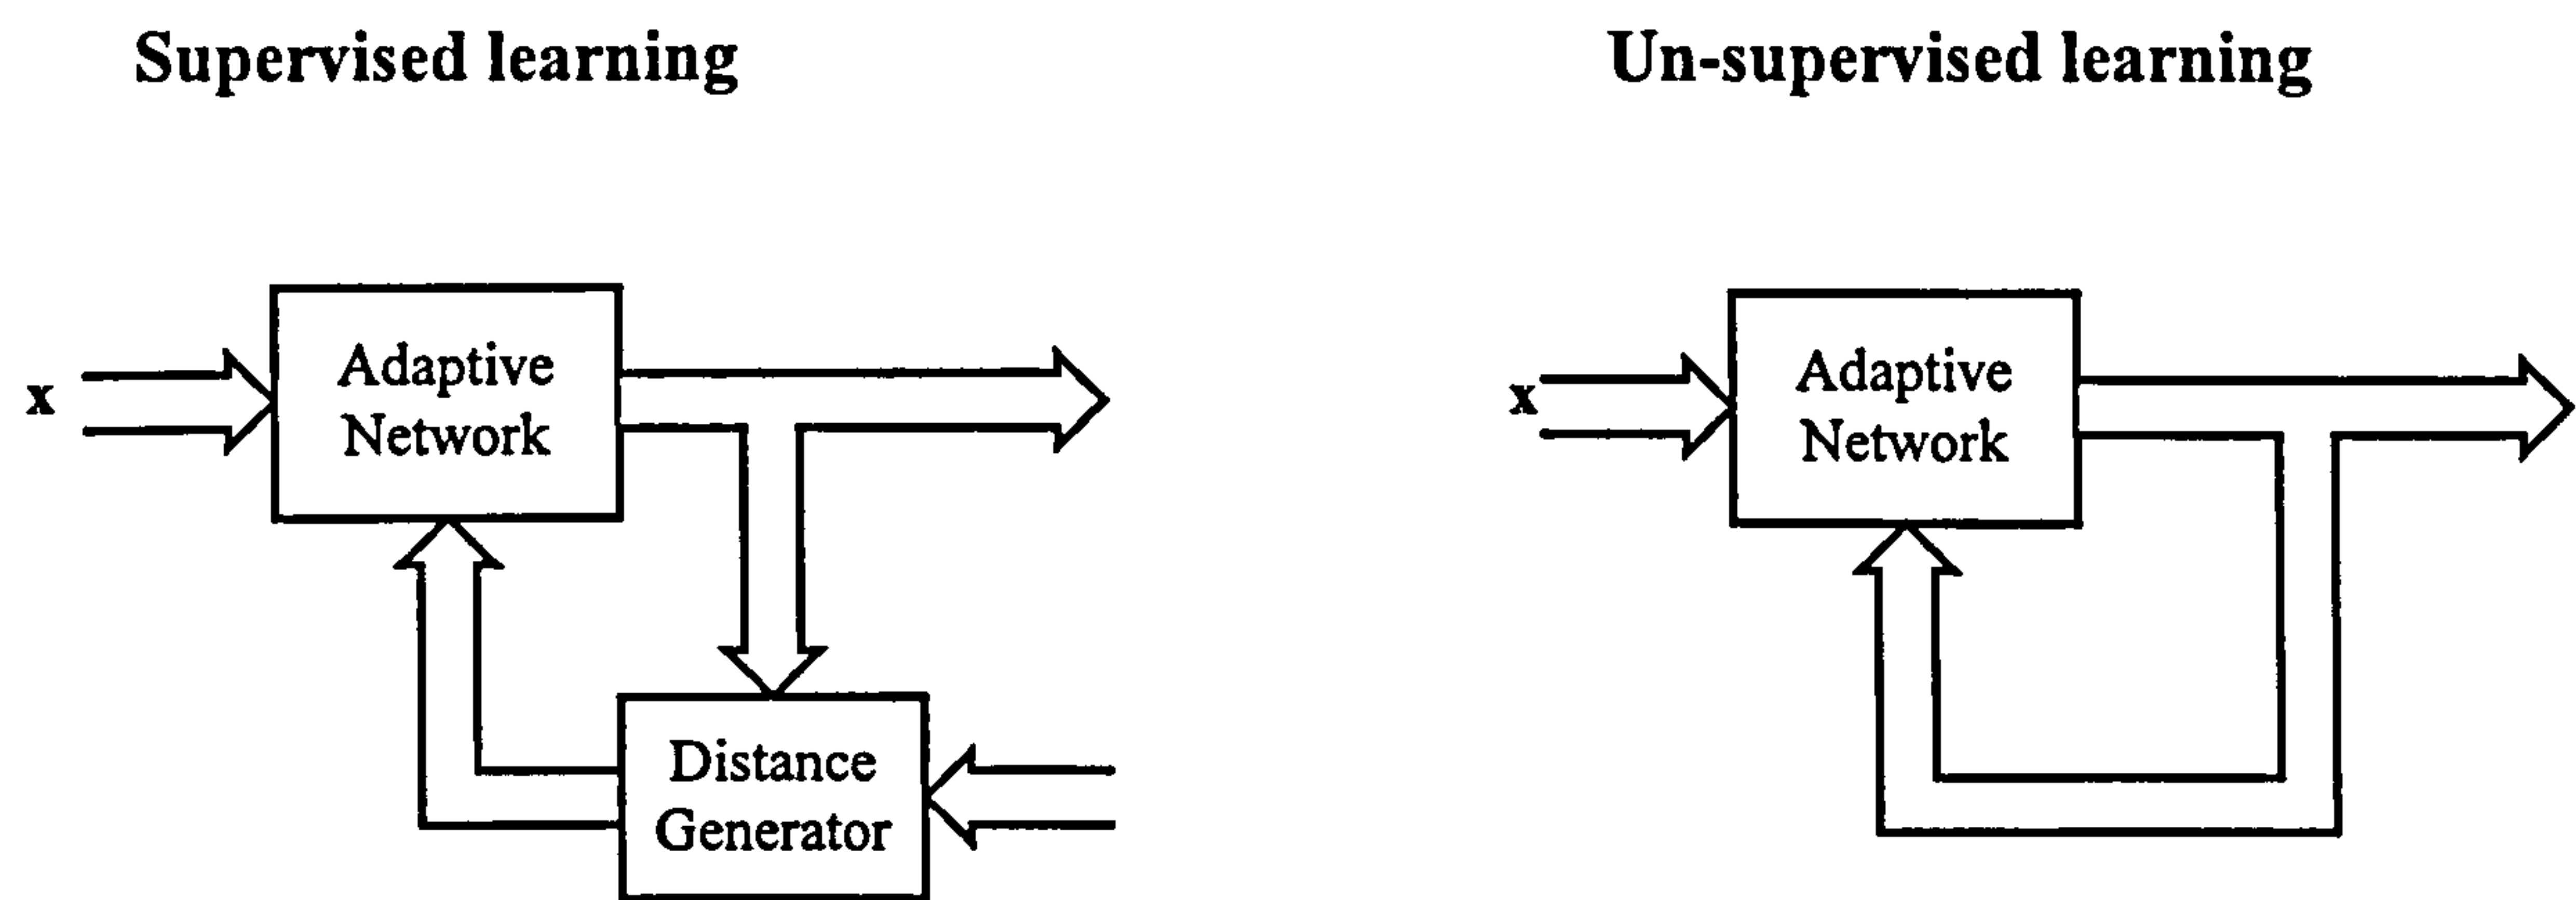 Supervised learning
Un-supervised learning
x
Adaptive
Network
Distance
Generator
x
Adaptive
Network